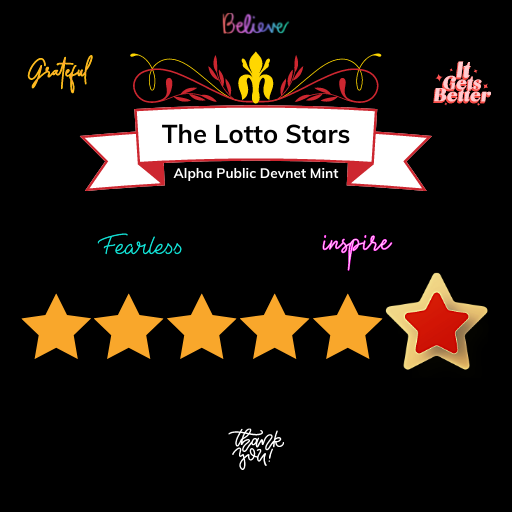 Believe
Grateful
It
Gets
Better
The Lotto Stars
Alpha Public Devnet Mint
Fearless
inspire
thank
you!